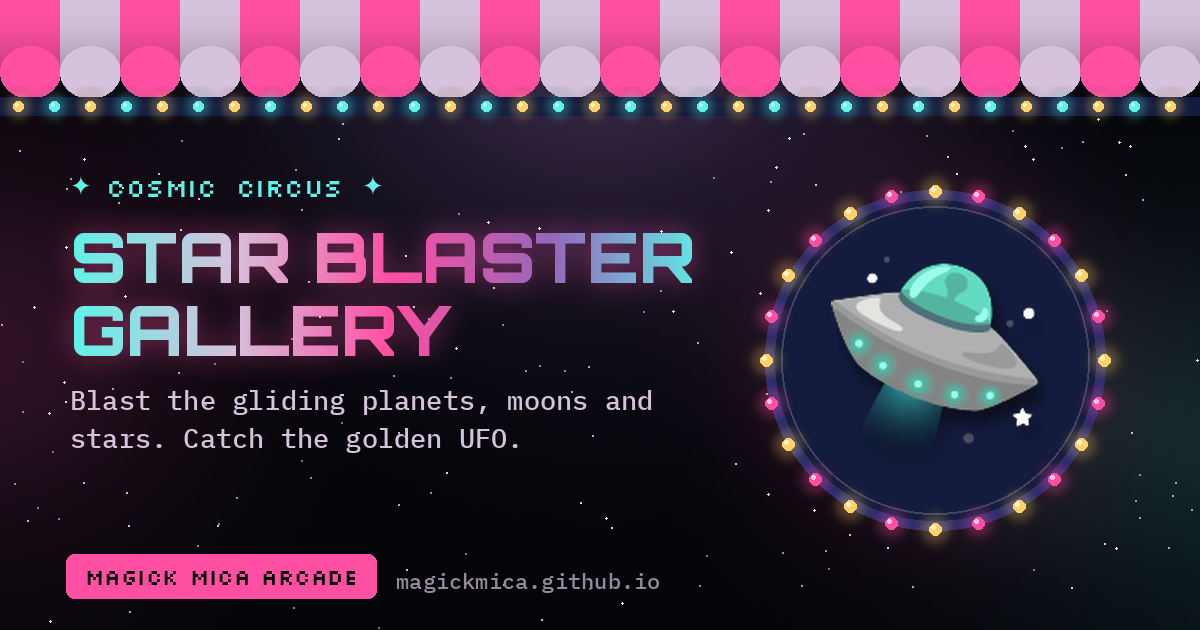 ✦ COSMIC CIRCUS ✦
STAR BLASTER
GALLERY
Blast the gliding planets, moons and
stars. Catch the golden UFO.
MAGICK MICA ARCADE
magickmica.github.io